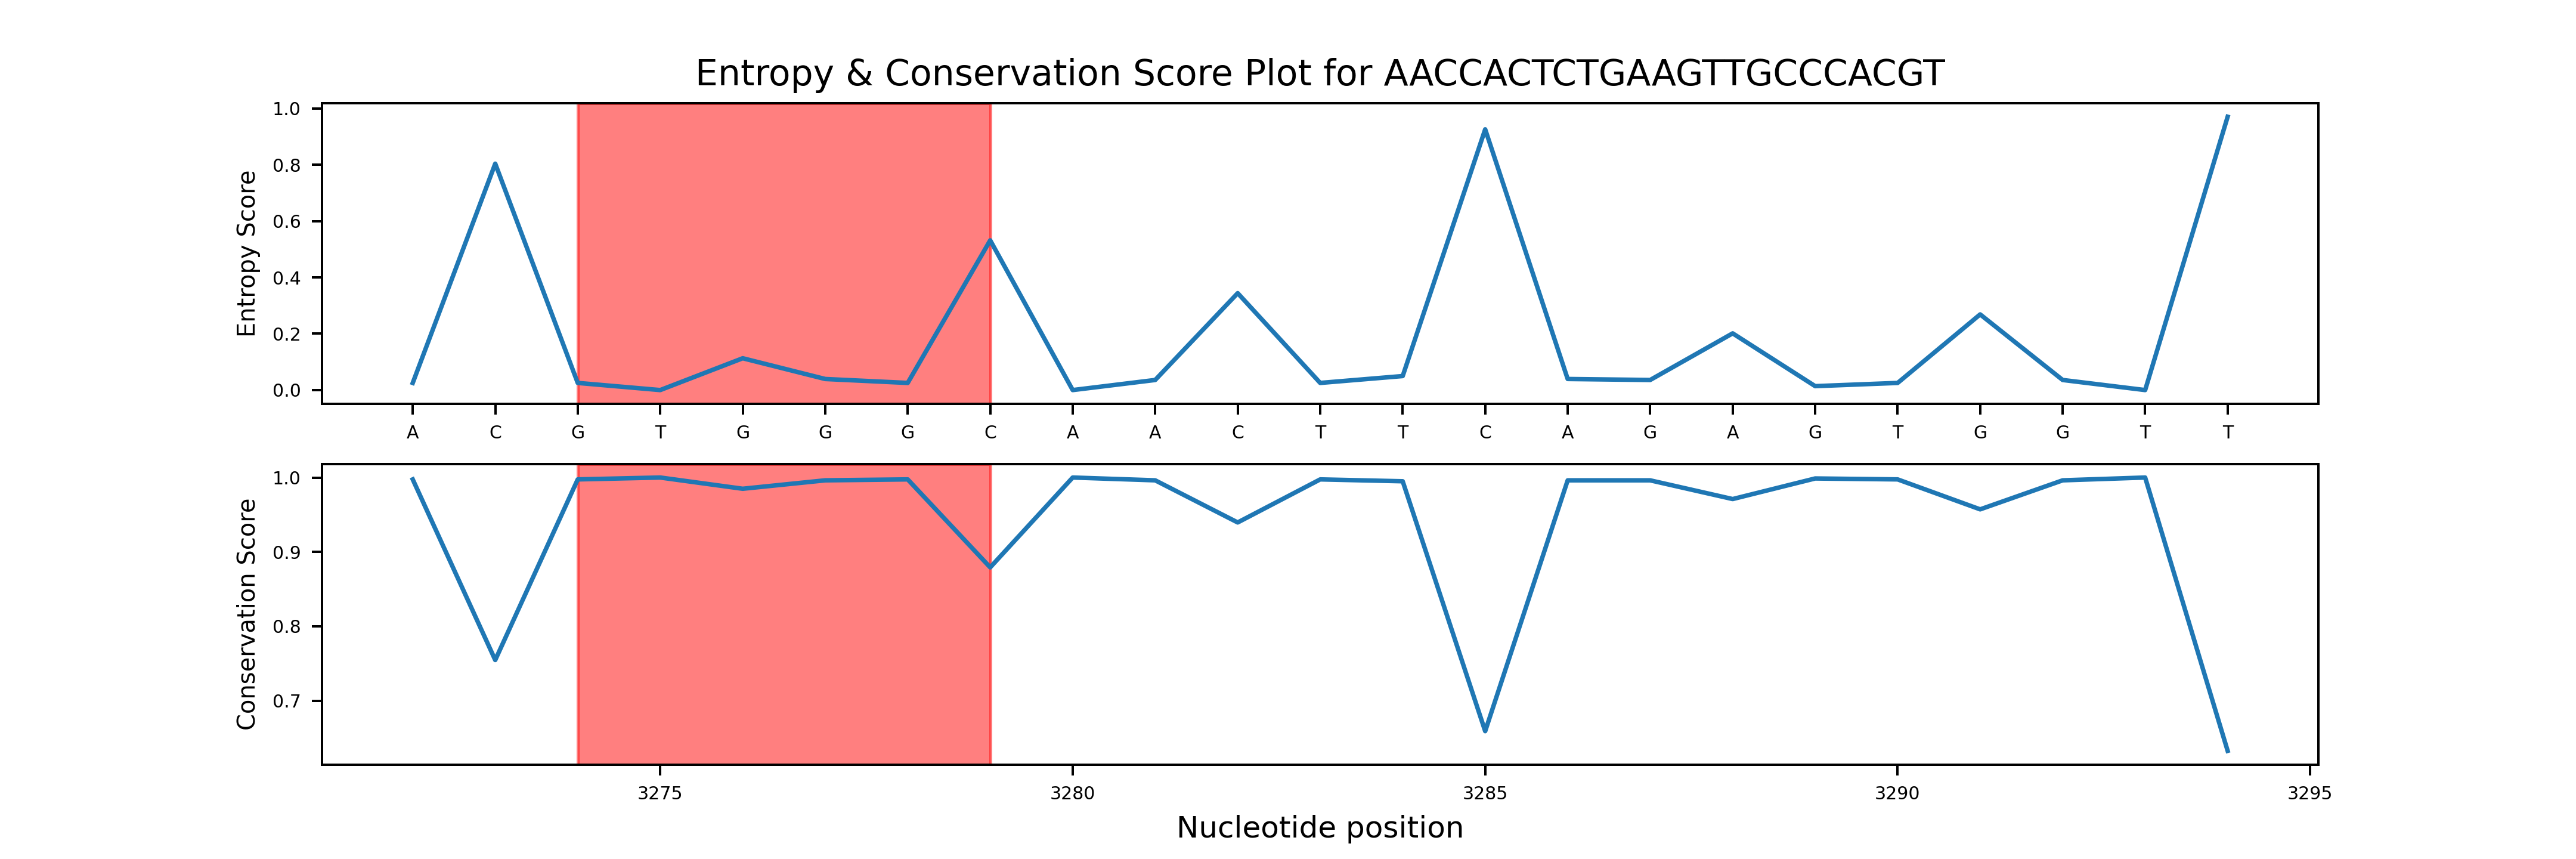 Entropy & Conservation Score Plot for AACCACTCTGAAGTTGCCCACGT
Entropy Score
1.0
0.8
0.6
0.4
0.2
0.0
A C G T G G G C A A C T T C A G A G T G G T T
Conservation Score
1.0
0.9
0.8
0.7
3275 3280 3285 3290 3295
Nucleotide position